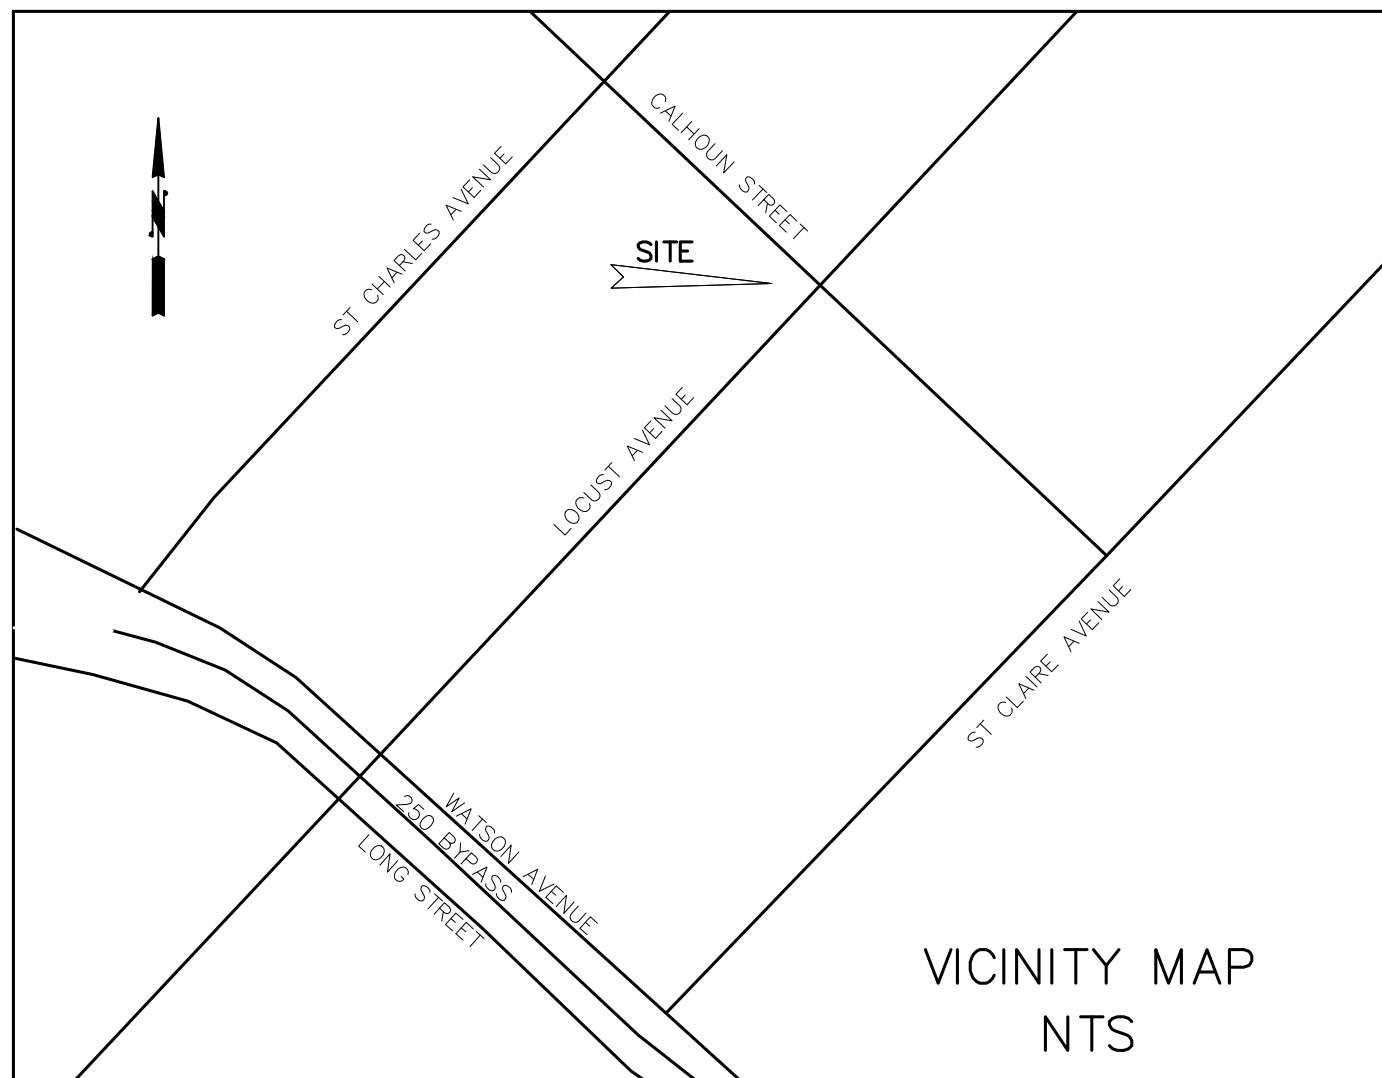 CALHOUN STREET
ST CHARLES AVENUE
N
SITE
LOCUST AVENUE
ST CLAIRE AVENUE
WATSON AVENUE
250 BYPASS
LONG STREET
VICINITY MAP
NTS